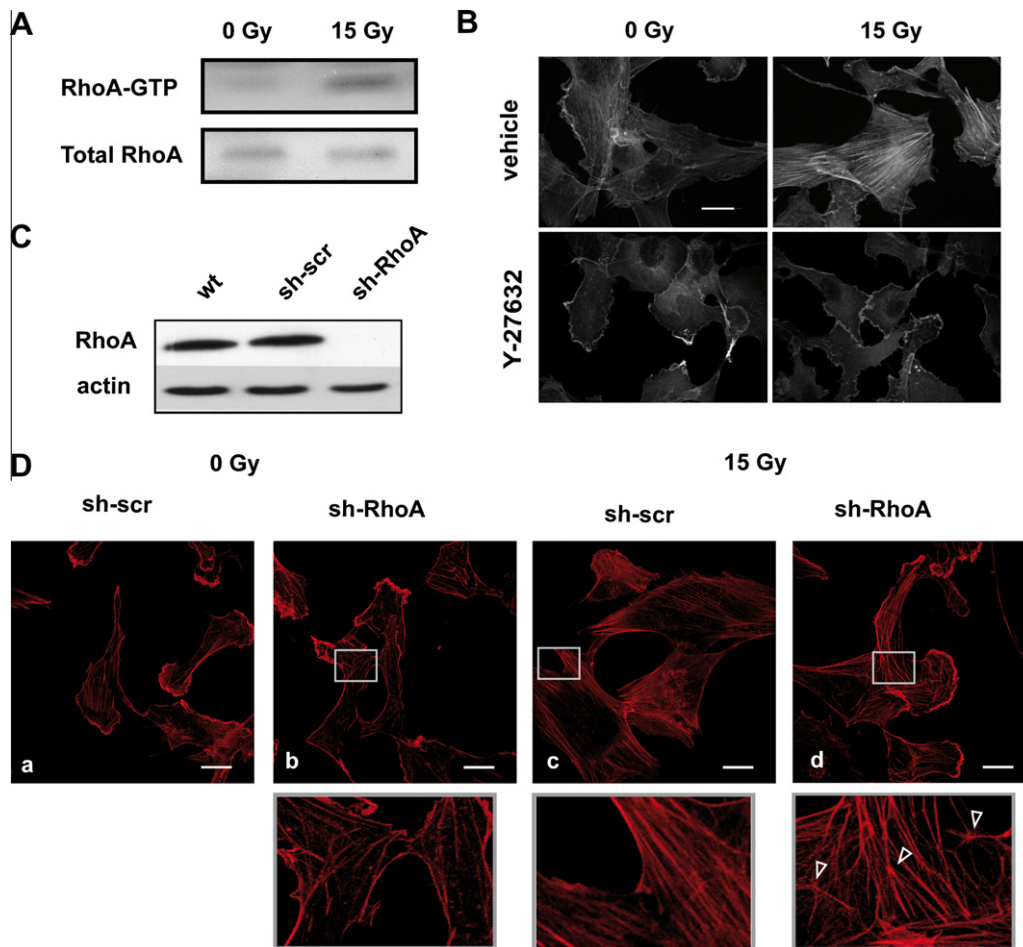 A
0 Gy 15 Gy
RhoA-GTP
Total RhoA
B
0 Gy 15 Gy
vehicle
Y-27632
C
wt sh-scr sh-RhoA
RhoA
actin
D
0 Gy 15 Gy
sh-scr sh-RhoA sh-scr sh-RhoA
a b c d